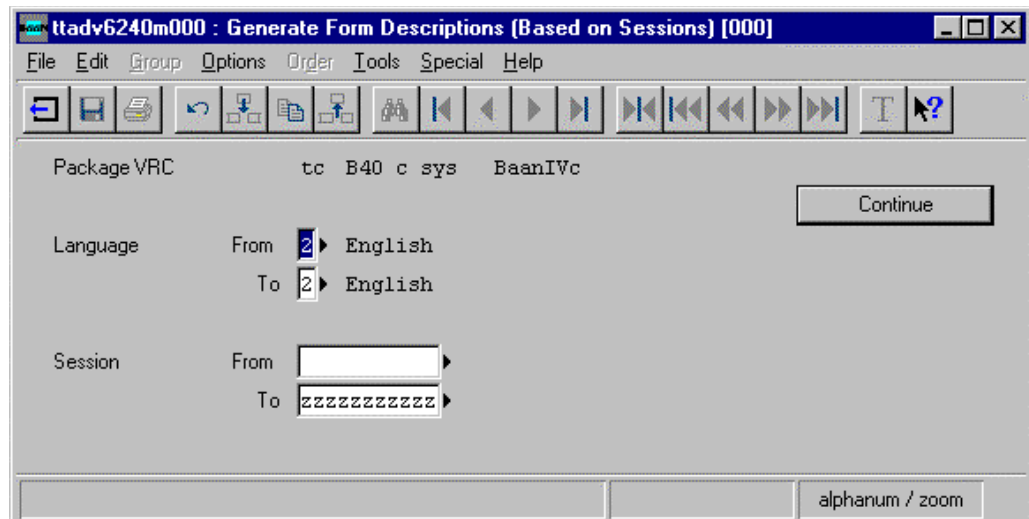 ttadv6240m000 : Generate Form Descriptions (Based on Sessions) [000]
File Edit Group Options Order Tools Special Help
T ?
Package VRC tc B40 c sys BaanIVc
Continue
Language From 2 English
To 2 English
Session From
To zzzzzzzzzzz
alphanum / zoom